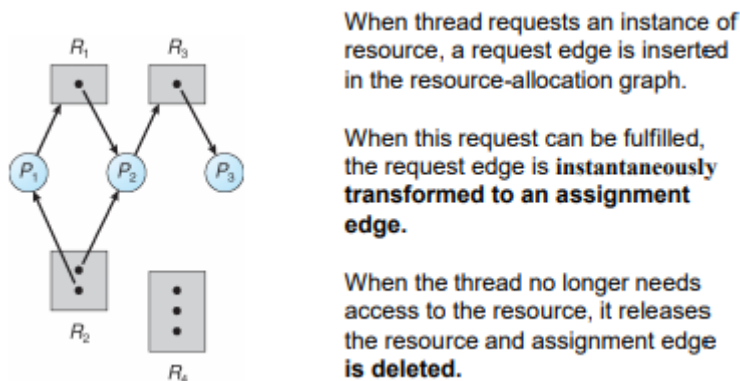 R1
R3
P1
P2
P3
R2
R4
When thread requests an instance of
resource, a request edge is inserted
in the resource-allocation graph.
When this request can be fulfilled,
the request edge is instantaneously
transformed to an assignment
edge.
When the thread no longer needs
access to the resource, it releases
the resource and assignment edge
is deleted.